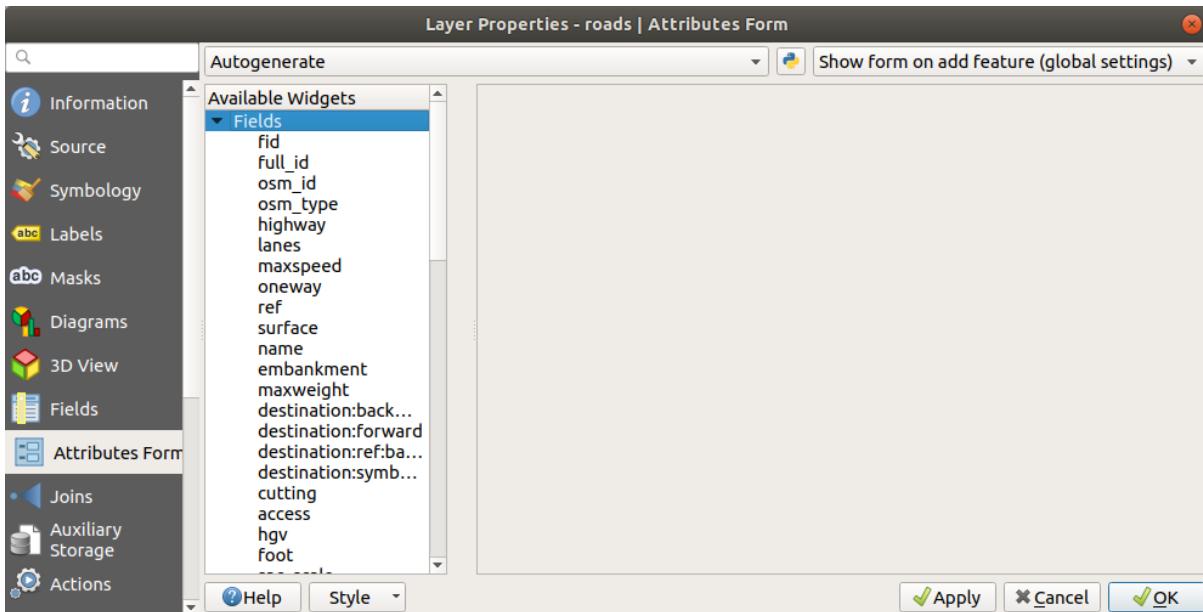 Layer Properties - roads | Attributes Form
Autogenerate
Show form on add feature (global settings)
Information
Source
Symbology
abc Labels
abc Masks
Diagrams
3D View
Fields
Attributes Form
Joins
Auxiliary
Storage
Actions
Available Widgets
Fields
fid
full_id
osm_id
osm_type
highway
lanes
maxspeed
oneway
ref
surface
name
embankment
maxweight
destination:back...
destination:forward
destination:ref:ba...
destination:symb...
cutting
access
hgv
foot
Help
Style
Apply
Cancel
OK